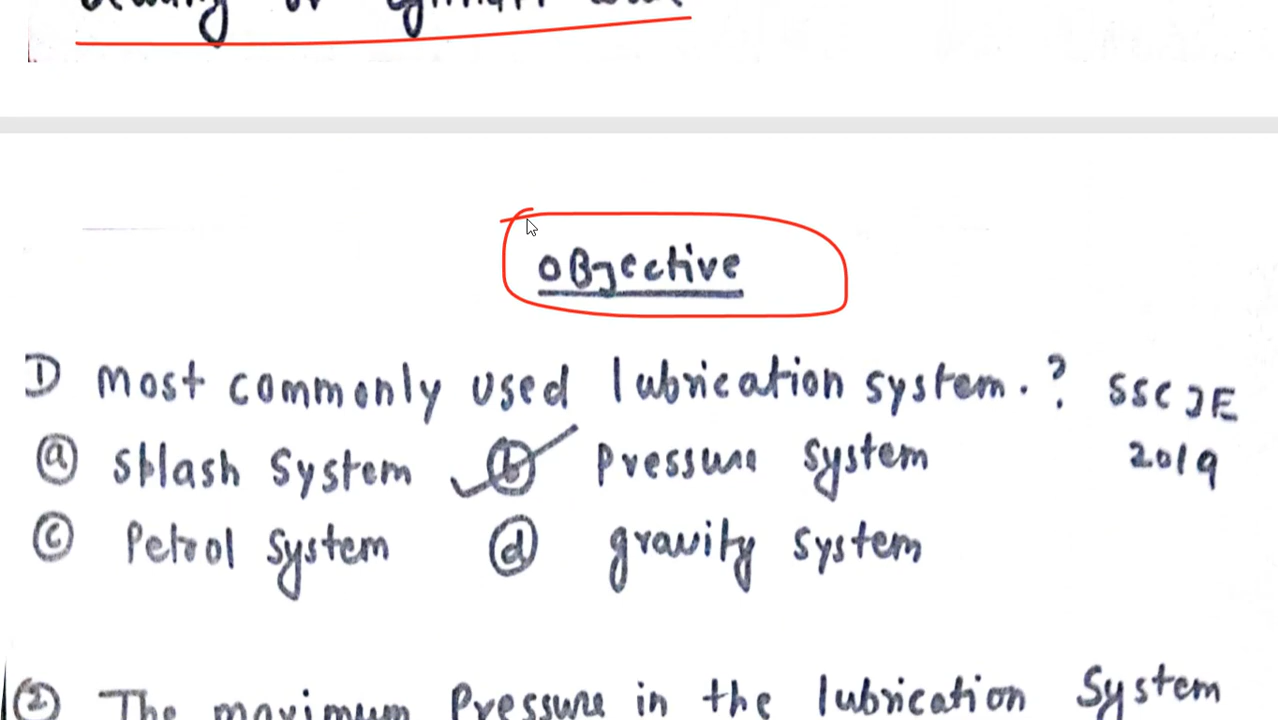 OBjective
1) most commonly used lubrication system.? SSC JE
2019
(a) splash system (b) Pressure system
(c) Petrol system (d) gravity system
(2) The maximum Pressure in the lubrication System